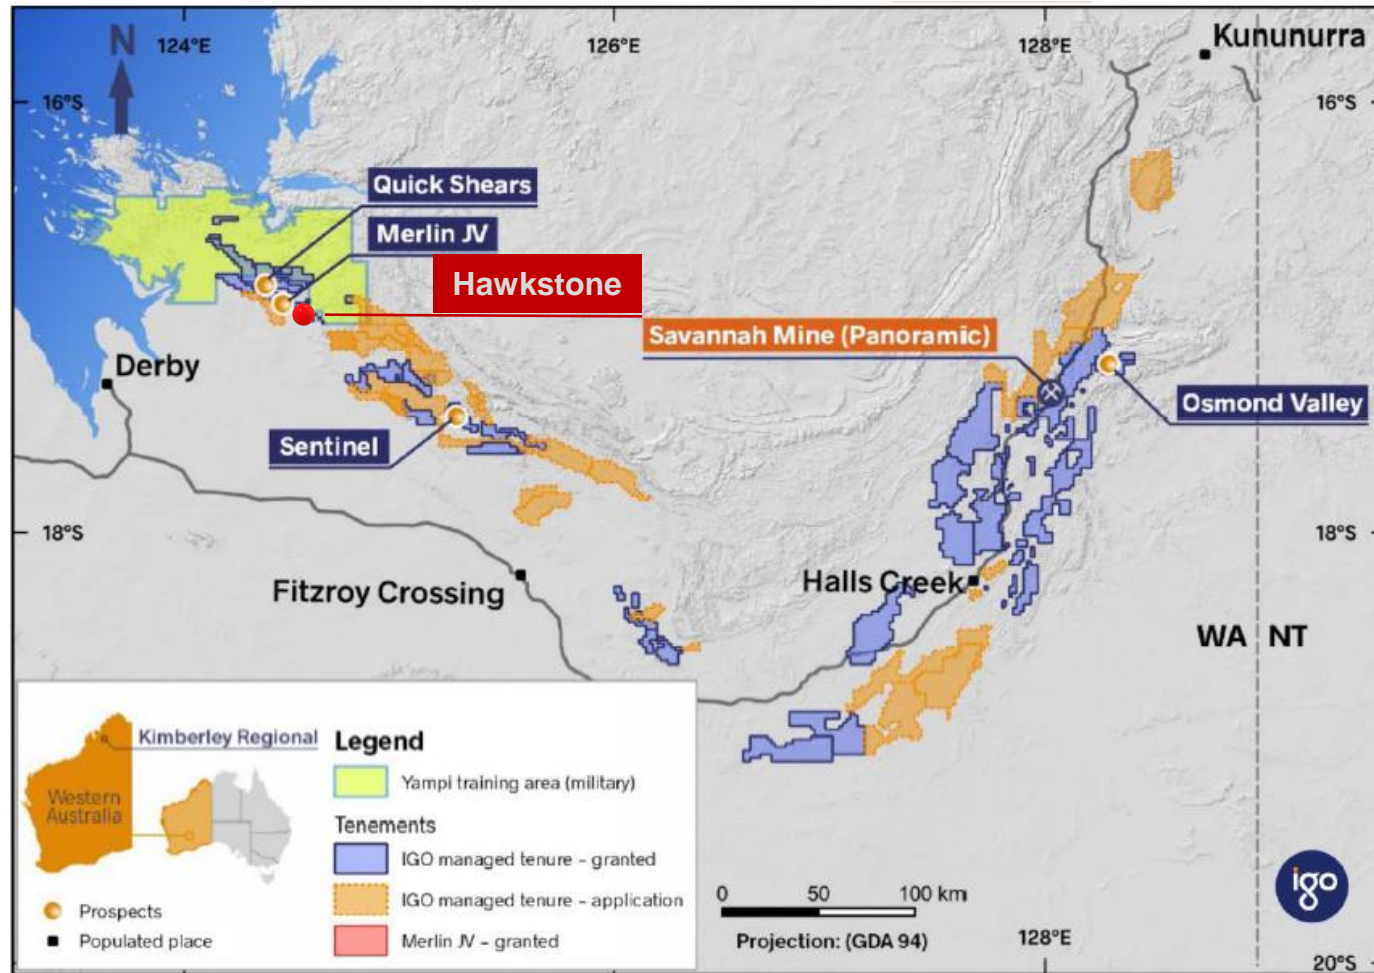 N
124°E
126°E
128°E
Kununurra
16°S
16°S
Quick Shears
Merlin JV
Hawkstone
Savannah Mine (Panoramic)
Derby
Osmond Valley
Sentinel
18°S
18°S
Fitzroy Crossing
Halls Creek
WA NT
Kimberley Regional
Western
Australia
Prospects
Populated place
Legend
Yampi training area (military)
Tenements
IGO managed tenure - granted
IGO managed tenure - application
Merlin JV - granted
0 50 100 km
Projection: (GDA 94)
128°E
igo
20°S